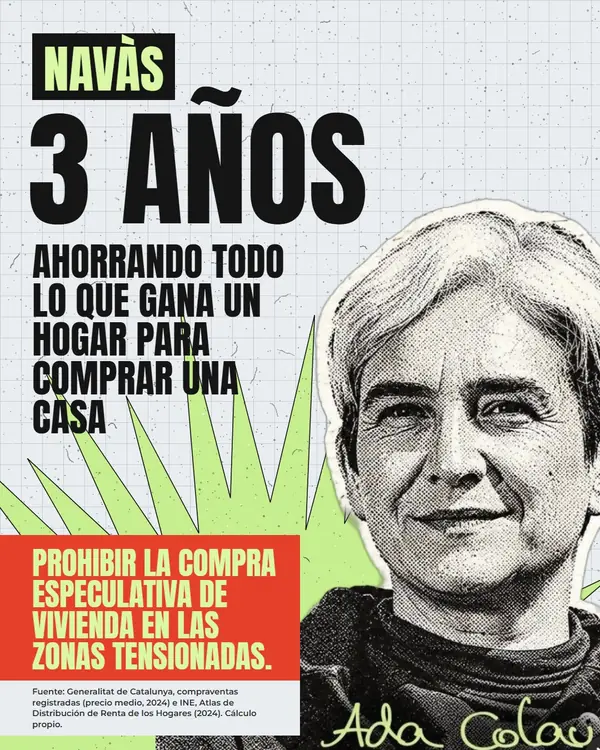 NAVÀS
3 AÑOS
AHORRANDO TODO
LO QUE GANA UN
HOGAR PARA
COMPRAR UNA
CASA
PROHIBIR LA COMPRA
ESPECULATIVA DE
VIVIENDA EN LAS
ZONAS TENSIONADAS.
Fuente: Generalitat de Catalunya, compraventas
registradas (precio medio, 2024) e INE, Atlas de
Distribución de Renta de los Hogares (2024). Cálculo
propio.
Ada Colau